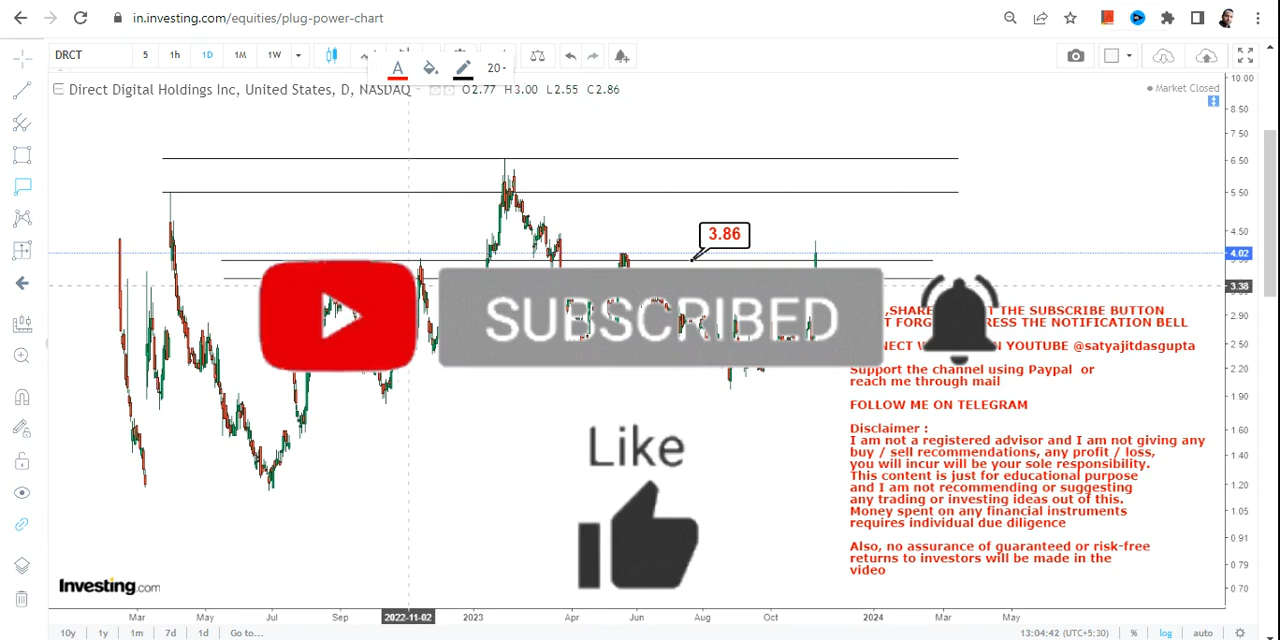 in.investing.com/equities/plug-power-chart
DRCT 5 1h 1D 1M 1W
A 20
Direct Digital Holdings Inc, United States, D, NASDAQ O2.77 H3.00 L2.55 C2.86
Market Closed
10.00
8.50
7.50
6.50
5.50
4.50
3.86
4.02
3.38
2.90
2.50
2.20
1.90
1.60
1.40
1.20
1.05
0.91
0.79
0.70
SUBSCRIBED
Like
,SHARE T THE SUBSCRIBE BUTTON
T FORG RESS THE NOTIFICATION BELL
NECT W N YOUTUBE @satyajitdasgupta
Support the channel using Paypal or
reach me through mail
FOLLOW ME ON TELEGRAM
Disclaimer :
I am not a registered advisor and I am not giving any
buy / sell recommendations, any profit / loss,
you will incur will be your sole responsibility.
This content is just for educational purpose
and I am not recommending or suggesting
any trading or investing ideas out of this.
Money spent on any financial instruments
requires individual due diligence
Also, no assurance of guaranteed or risk-free
returns to investors will be made in the
video
Investing.com
Mar May Jul Sep 2022-11-02 2023 Apr Jun Aug Oct 2024 Mar May
10y 1y 1m 7d 1d Go to... 13:04:42 (UTC+5:30) % log auto